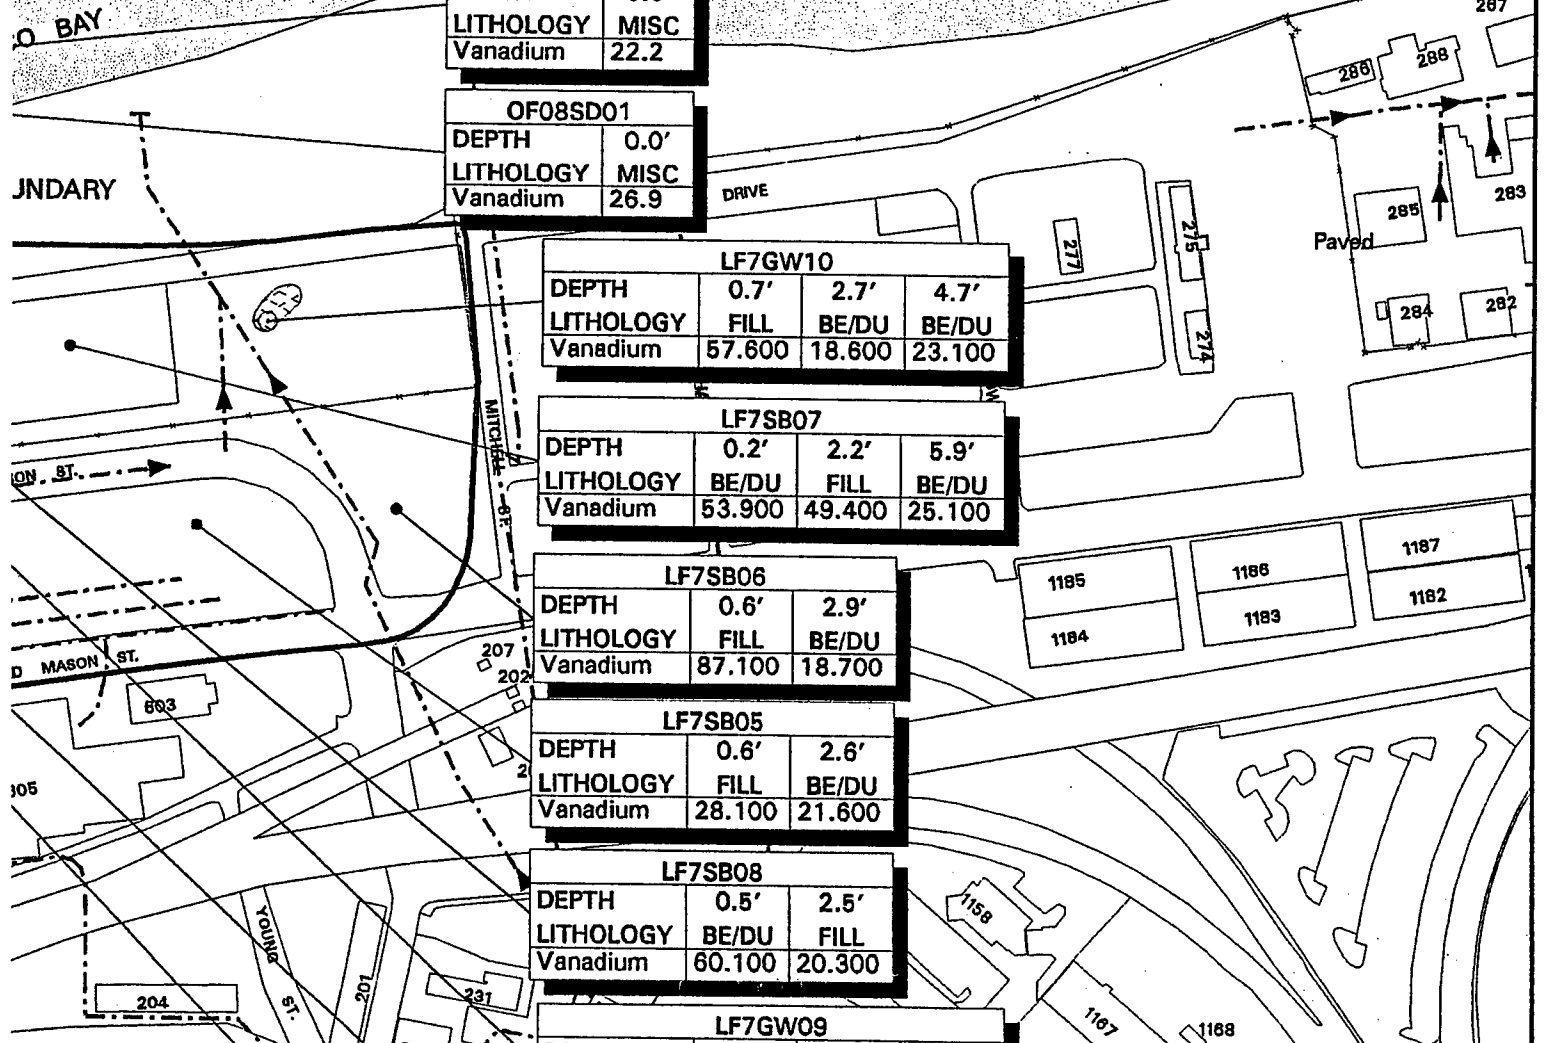 O BAY
UNDARY
LITHOLOGY MISC
Vanadium 22.2
OF08SD01
DEPTH 0.0′
LITHOLOGY MISC
Vanadium 26.9
DRIVE
LF7GW10
DEPTH 0.7′ 2.7′ 4.7′
LITHOLOGY FILL BE/DU BE/DU
Vanadium 57.600 18.600 23.100
LF7SB07
DEPTH 0.2′ 2.2′ 5.9′
LITHOLOGY BE/DU FILL BE/DU
Vanadium 53.900 49.400 25.100
LF7SB06
DEPTH 0.6′ 2.9′
LITHOLOGY FILL BE/DU
Vanadium 87.100 18.700
LF7SB05
DEPTH 0.6′ 2.6′
LITHOLOGY FILL BE/DU
Vanadium 28.100 21.600
LF7SB08
DEPTH 0.5′ 2.5′
LITHOLOGY BE/DU FILL
Vanadium 60.100 20.300
LF7GW09
287
286
288
283
285
Paved
284
282
277
275
274
MITCHELL ST.
ON ST.
D MASON ST.
207
202
603
805
YOUNG ST.
204
201
231
1185
1184
1186
1183
1187
1182
1158
1167
1168